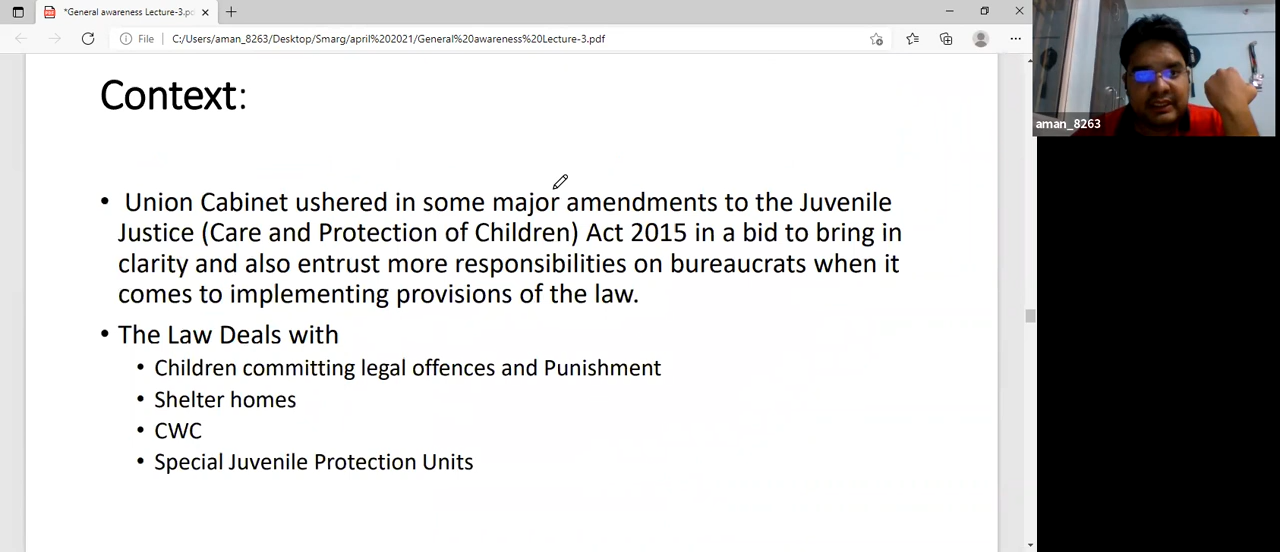 *General awareness Lecture-3.pd
File
C:/Users/aman_8263/Desktop/Smarg/april%202021/General%20awareness%20Lecture-3.pdf
aman_8263
Context:
• Union Cabinet ushered in some major amendments to the Juvenile
Justice (Care and Protection of Children) Act 2015 in a bid to bring in
clarity and also entrust more responsibilities on bureaucrats when it
comes to implementing provisions of the law.
• The Law Deals with
• Children committing legal offences and Punishment
• Shelter homes
• CWC
• Special Juvenile Protection Units